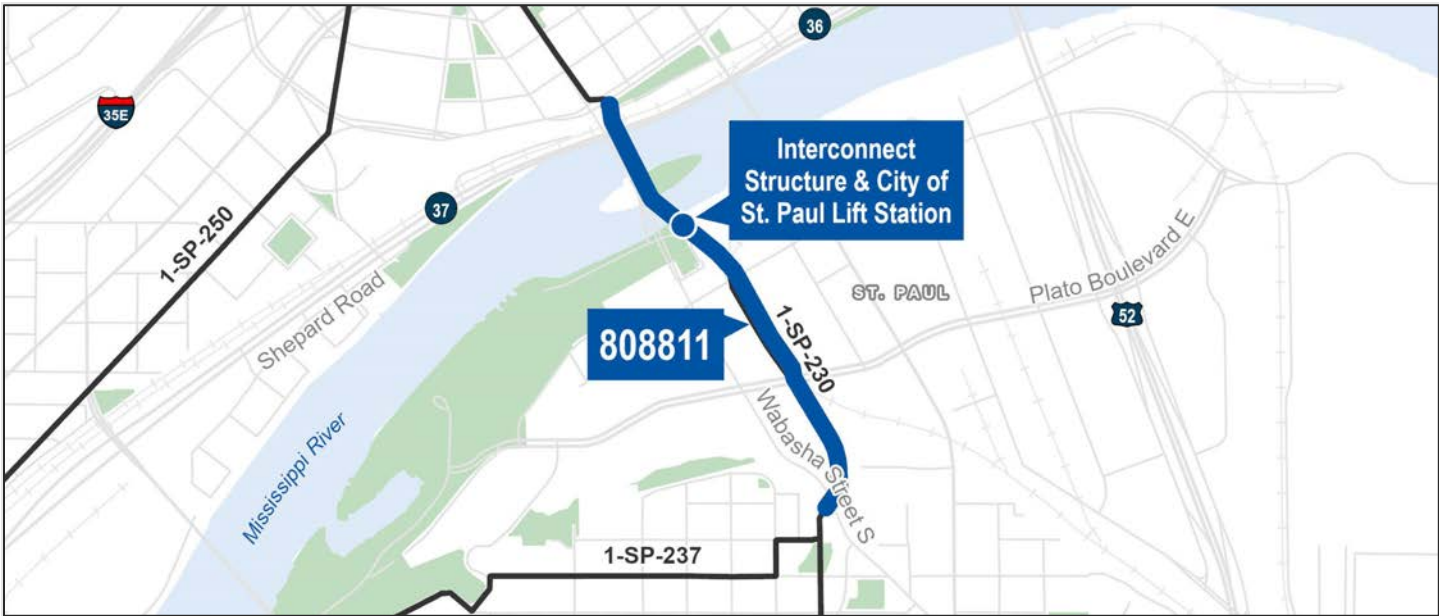 36
35E
Interconnect
Structure & City of
St. Paul Lift Station
37
1-SP-250
Shepard Road
ST. PAUL
Plato Boulevard E
52
808811
1-SP-230
Mississippi River
Wabasha Street S
1-SP-237